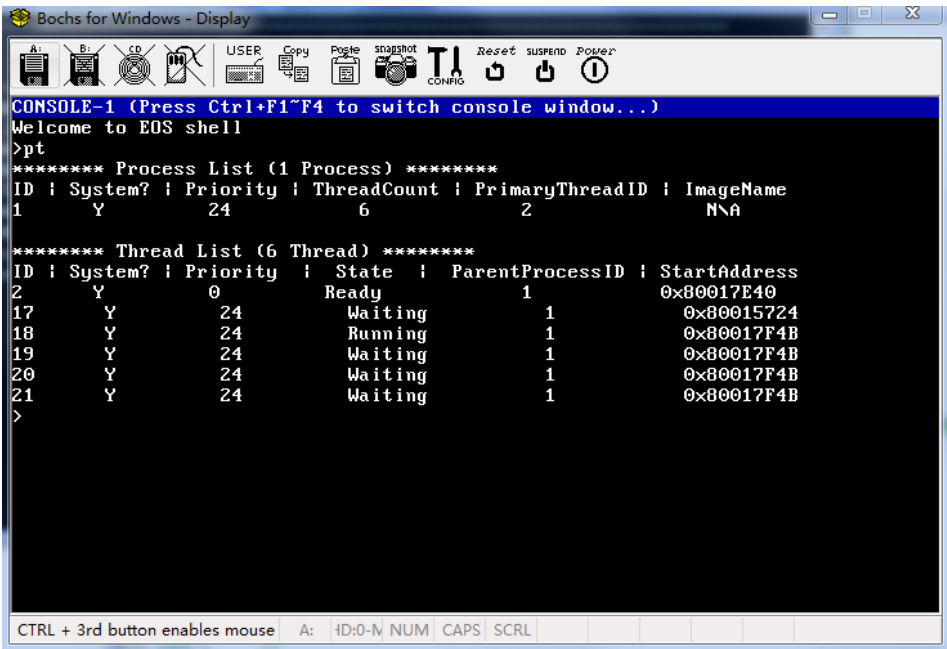 Bochs for Windows - Display
A: B: CD USER Copy Paste snapshot CONFIG Reset SUSPEND Power
CONSOLE-1 (Press Ctrl+F1~F4 to switch console window...)
Welcome to EOS shell
>pt
******** Process List (1 Process) ********
ID | System? | Priority | ThreadCount | PrimaryThreadID | ImageName
1 Y 24 6 2 N\A
******** Thread List (6 Thread) ********
ID | System? | Priority | State | ParentProcessID | StartAddress
2 Y 0 Ready 1 0x80017E40
17 Y 24 Waiting 1 0x80015724
18 Y 24 Running 1 0x80017F4B
19 Y 24 Waiting 1 0x80017F4B
20 Y 24 Waiting 1 0x80017F4B
21 Y 24 Waiting 1 0x80017F4B
>
CTRL + 3rd button enables mouse A: HD:0-M NUM CAPS SCRL